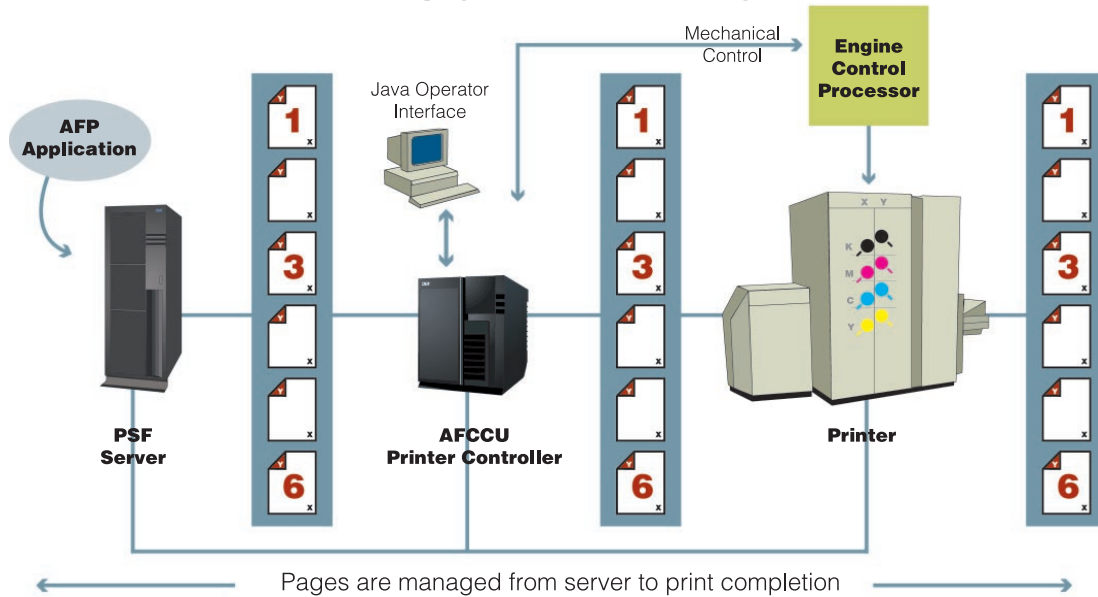 Mechanical
Control
Engine
Control
Processor
Java Operator
Interface
AFP
Application
Y
1
x
Y
x
Y
3
x
Y
x
Y
x
Y
6
x
Y
1
x
Y
x
Y
3
x
Y
x
Y
x
Y
6
x
X Y
K
M
C
Y
Y
1
x
Y
x
Y
3
x
Y
x
Y
x
Y
6
x
PSF
Server
AFCCU
Printer Controller
Printer
Pages are managed from server to print completion